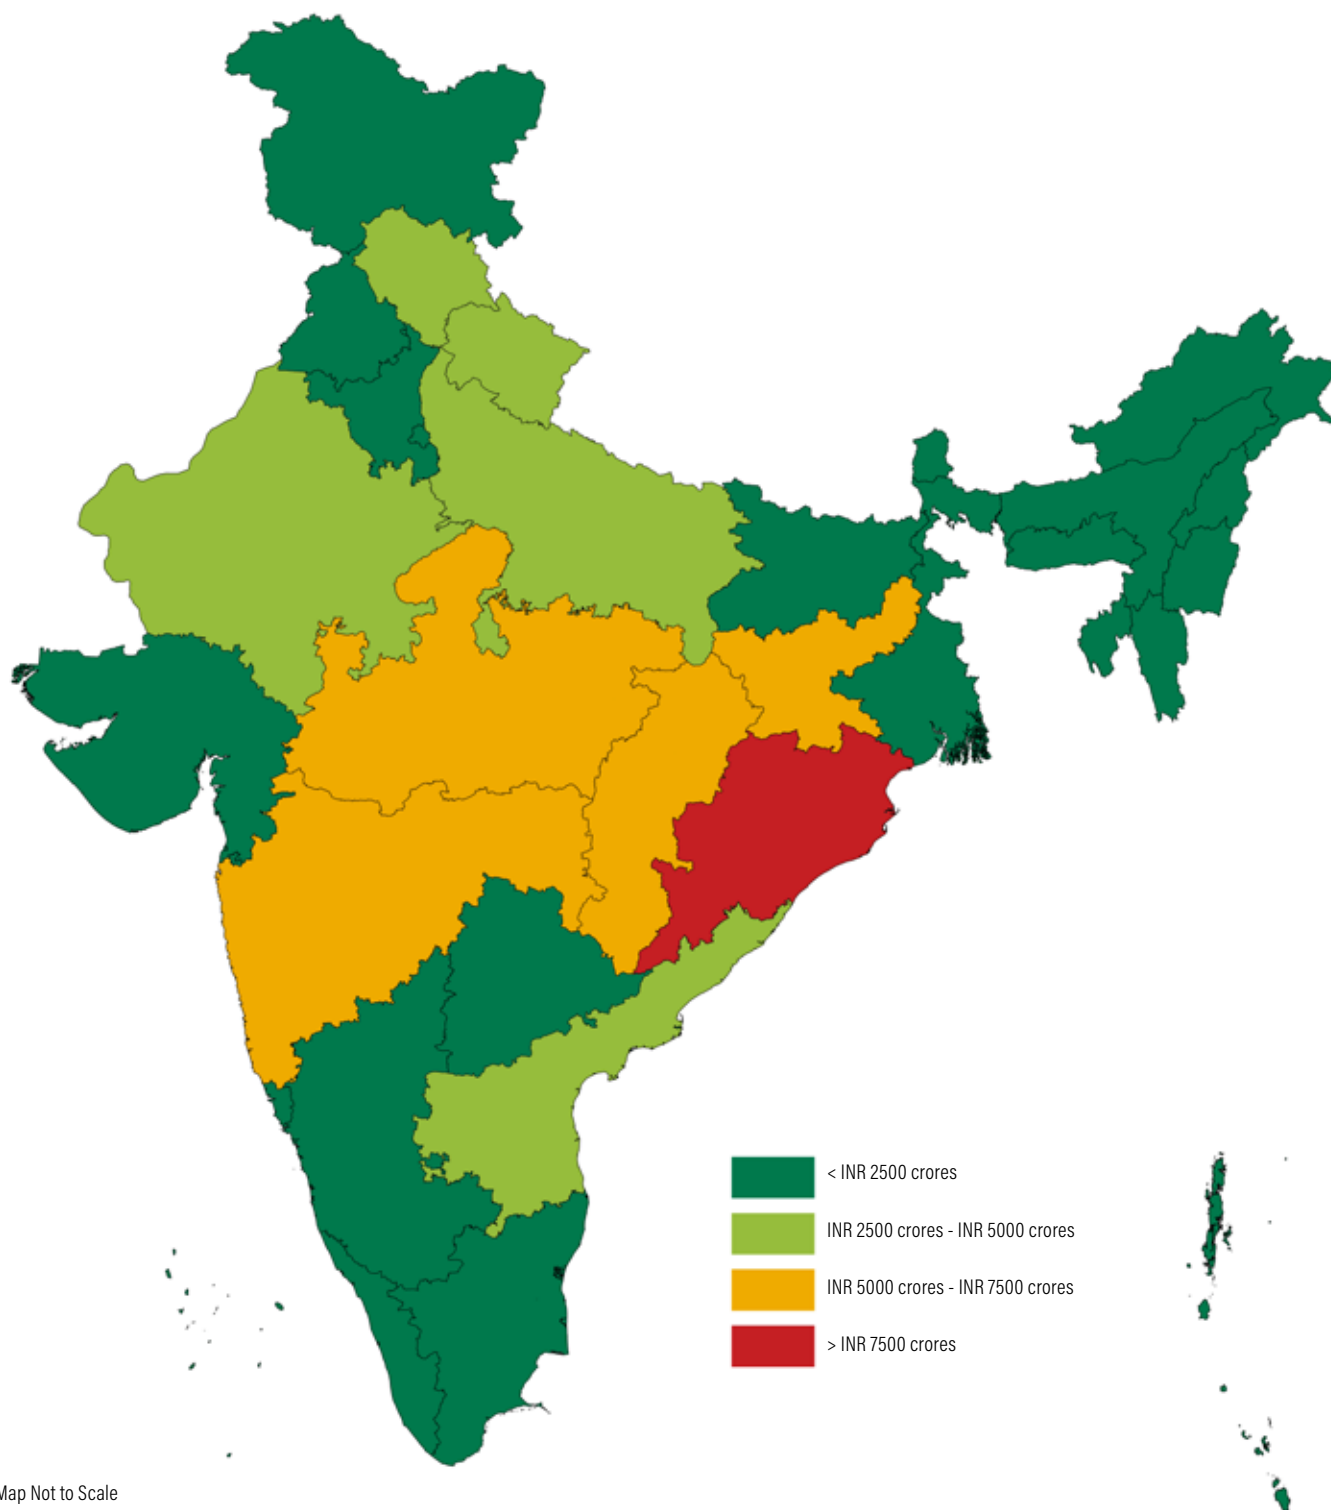 < INR 2500 crores
INR 2500 crores - INR 5000 crores
INR 5000 crores - INR 7500 crores
> INR 7500 crores
Map Not to Scale